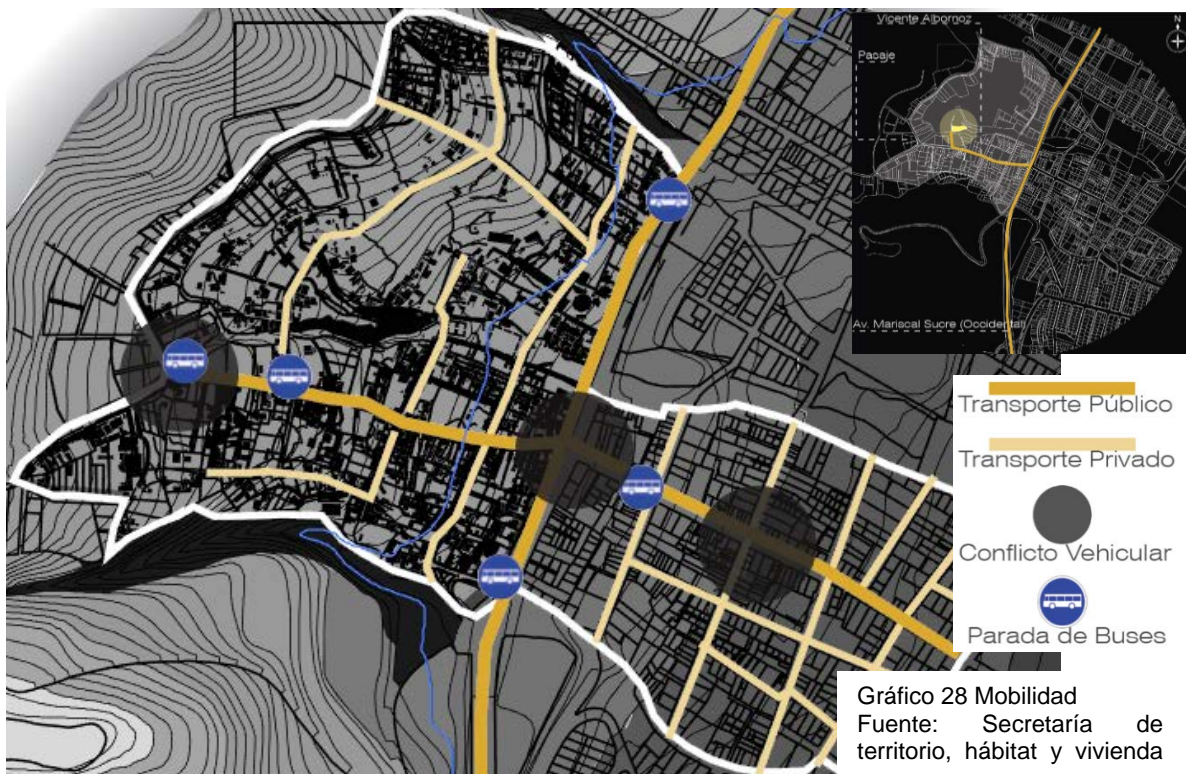 Vicente Albornoz
N
Pasaje
Av. Mariscal Sucre (Occidental)
Transporte Público
Transporte Privado
Conflicto Vehicular
Parada de Buses
Gráfico 28 Mobilidad
Fuente: Secretaría de
territorio, hábitat y vivienda